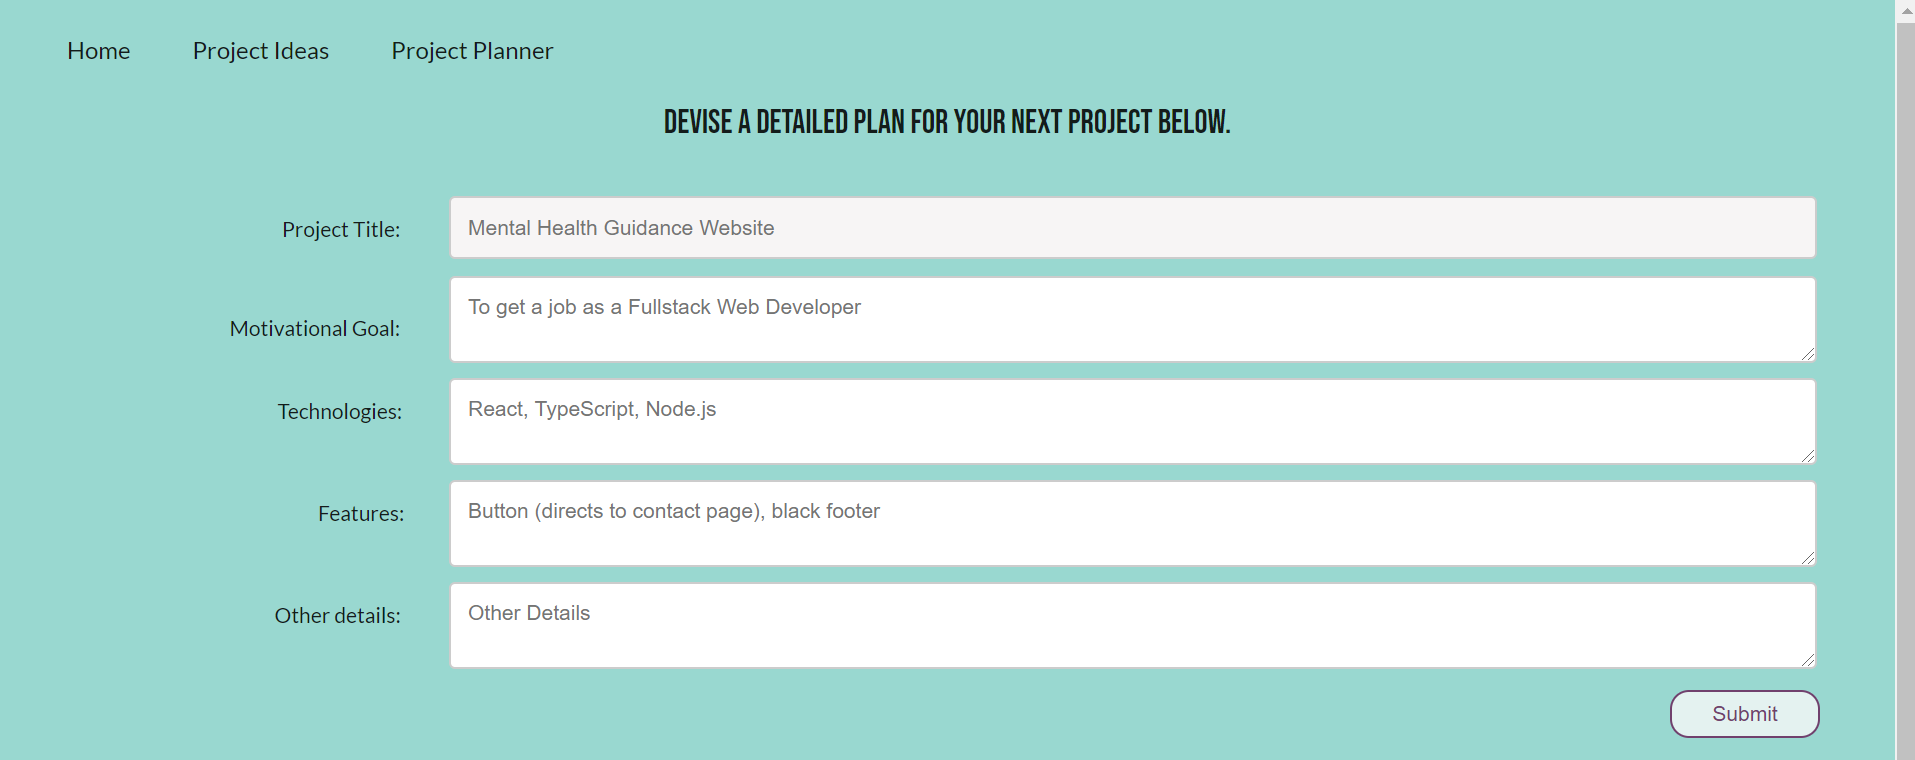 Home Project Ideas Project Planner
DEVISE A DETAILED PLAN FOR YOUR NEXT PROJECT BELOW.
Project Title: Mental Health Guidance Website
Motivational Goal: To get a job as a Fullstack Web Developer
Technologies: React, TypeScript, Node.js
Features: Button (directs to contact page), black footer
Other details: Other Details
Submit